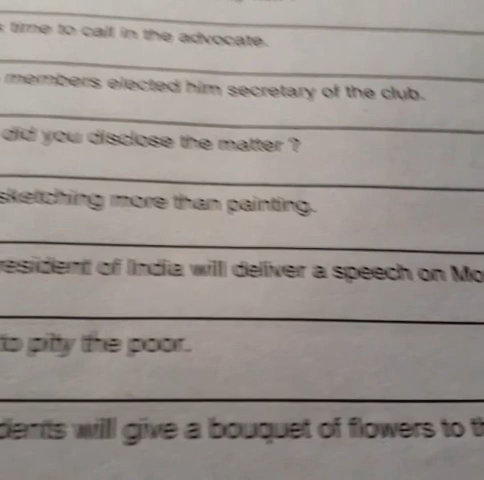 time to call in the advocate.
members elected him secretary of the club.
did you disclose the matter ?
sketching more than painting.
resident of India will deliver a speech on Mo
to pity the poor.
dents will give a bouquet of flowers to th